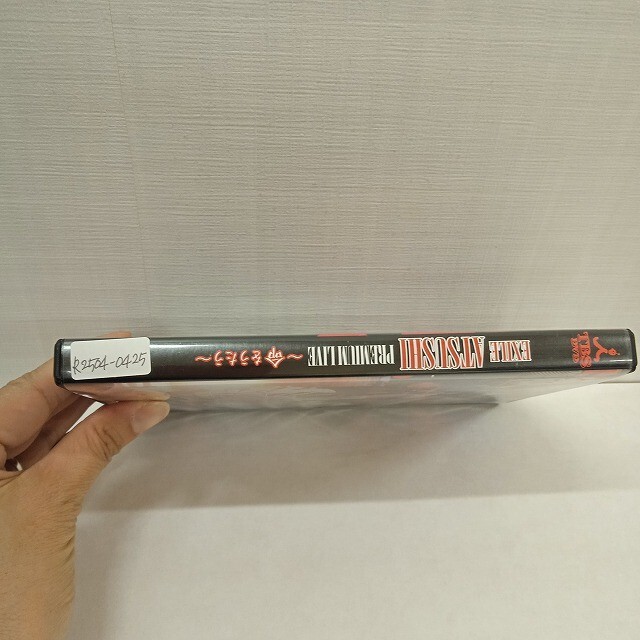 R2504-0425
EXILE ATSUSHI PREMIUM LIVE ～命をうたう～
TBS